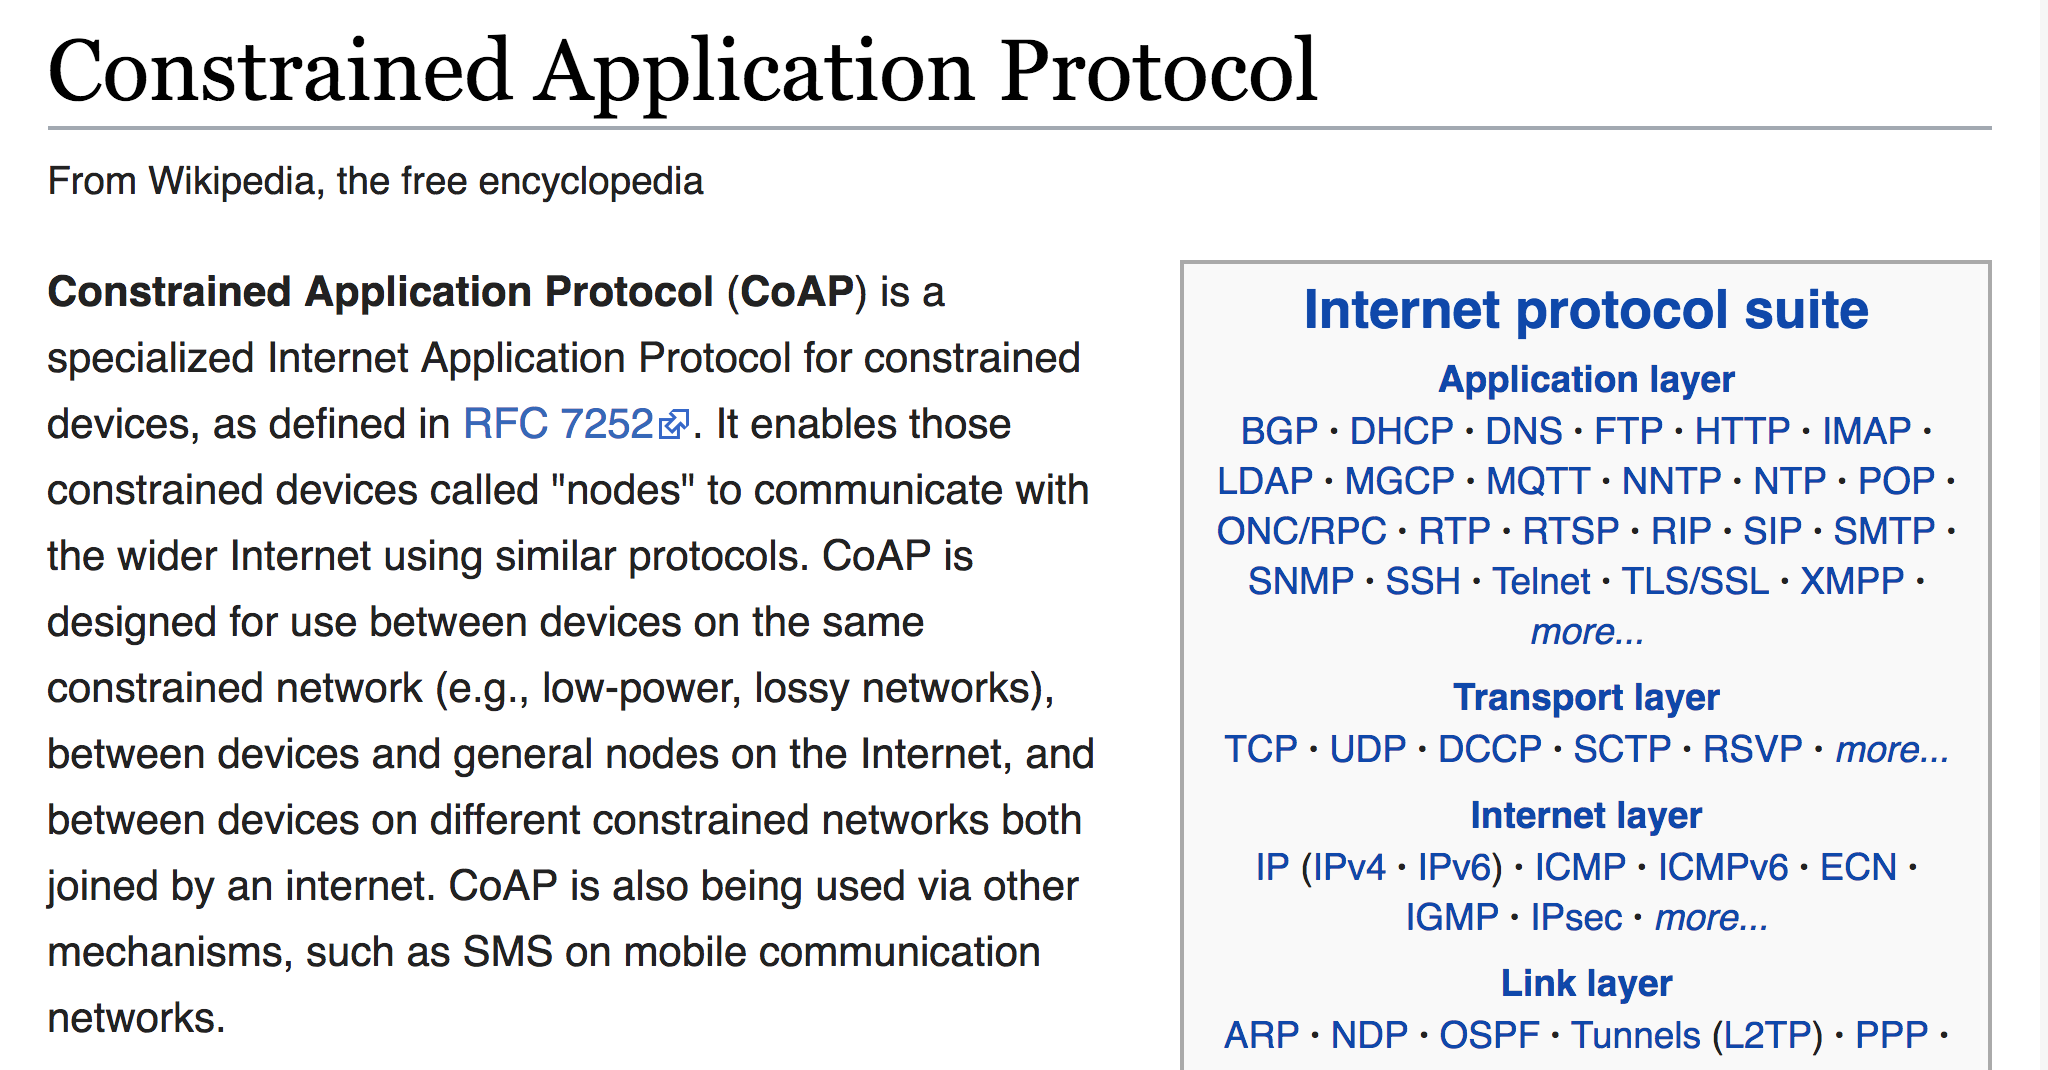 Constrained Application Protocol
From Wikipedia, the free encyclopedia
Constrained Application Protocol (CoAP) is a
specialized Internet Application Protocol for constrained
devices, as defined in RFC 7252. It enables those
constrained devices called "nodes" to communicate with
the wider Internet using similar protocols. CoAP is
designed for use between devices on the same
constrained network (e.g., low-power, lossy networks),
between devices and general nodes on the Internet, and
between devices on different constrained networks both
joined by an internet. CoAP is also being used via other
mechanisms, such as SMS on mobile communication
networks.
Internet protocol suite
Application layer
BGP · DHCP · DNS · FTP · HTTP · IMAP ·
LDAP · MGCP · MQTT · NNTP · NTP · POP ·
ONC/RPC · RTP · RTSP · RIP · SIP · SMTP ·
SNMP · SSH · Telnet · TLS/SSL · XMPP ·
more...
Transport layer
TCP · UDP · DCCP · SCTP · RSVP · more...
Internet layer
IP (IPv4 · IPv6) · ICMP · ICMPv6 · ECN ·
IGMP · IPsec · more...
Link layer
ARP · NDP · OSPF · Tunnels (L2TP) · PPP ·